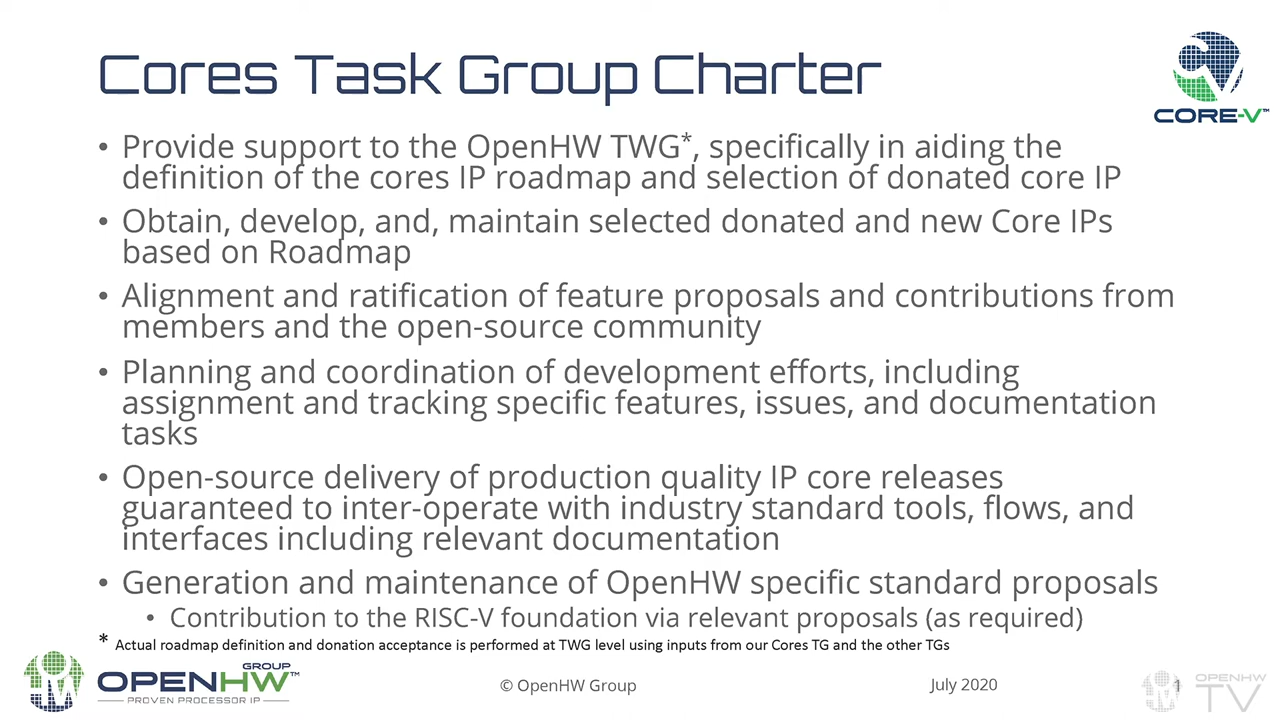 Cores Task Group Charter
CORE-V™
• Provide support to the OpenHW TWG*, specifically in aiding the
definition of the cores IP roadmap and selection of donated core IP
• Obtain, develop, and, maintain selected donated and new Core IPs
based on Roadmap
• Alignment and ratification of feature proposals and contributions from
members and the open-source community
• Planning and coordination of development efforts, including
assignment and tracking specific features, issues, and documentation
tasks
• Open-source delivery of production quality IP core releases
guaranteed to inter-operate with industry standard tools, flows, and
interfaces including relevant documentation
• Generation and maintenance of OpenHW specific standard proposals
• Contribution to the RISC-V foundation via relevant proposals (as required)
* Actual roadmap definition and donation acceptance is performed at TWG level using inputs from our Cores TG and the other TGs
GROUP
OPENHW™
PROVEN PROCESSOR IP
© OpenHW Group
July 2020
1
OPENHW
TV